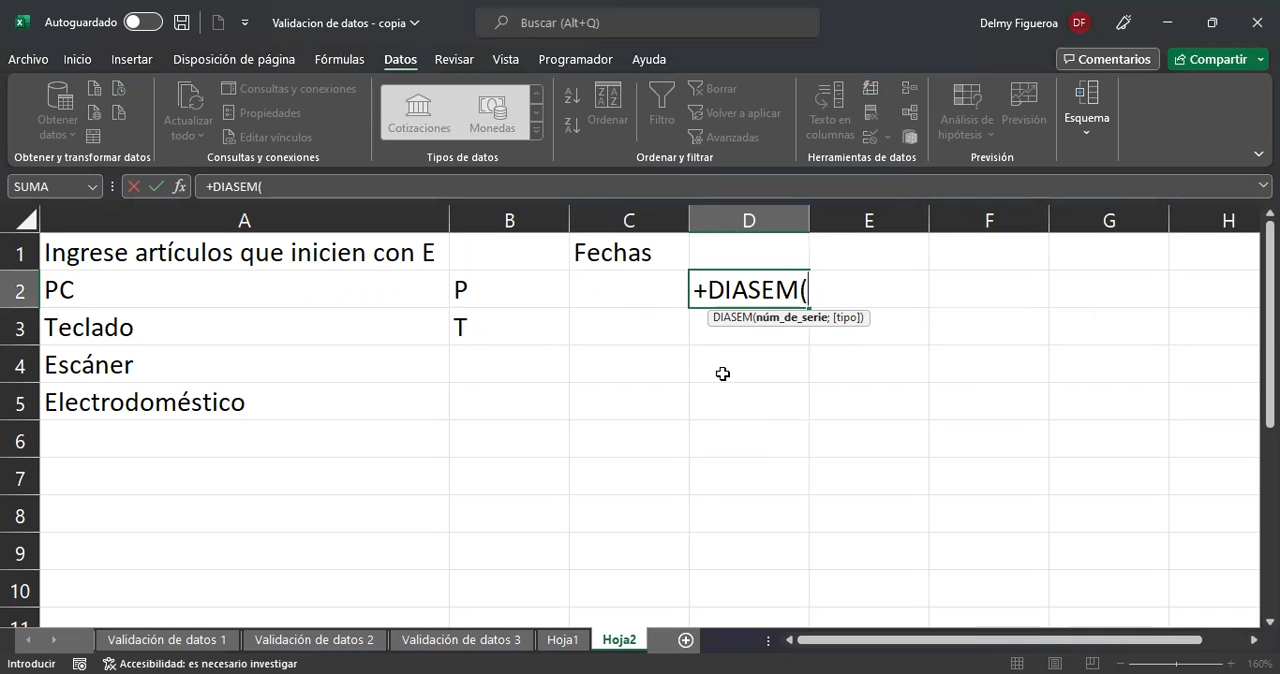 Autoguardado
Validacion de datos - copia
Buscar (Alt+Q)
Delmy Figueroa
DF
Archivo Inicio Insertar Disposición de página Fórmulas Datos Revisar Vista Programador Ayuda
Comentarios
Compartir
Obtener datos
Actualizar todo
Consultas y conexiones
Propiedades
Editar vínculos
Cotizaciones
Monedas
Ordenar
Filtro
Borrar
Volver a aplicar
Avanzadas
Texto en columnas
Análisis de hipótesis
Previsión
Esquema
Obtener y transformar datos
Consultas y conexiones
Tipos de datos
Ordenar y filtrar
Herramientas de datos
Previsión
SUMA
fx
+DIASEM(
A B C D E F G H
1 Ingrese artículos que inicien con E Fechas
2 PC P +DIASEM(
DIASEM(núm_de_serie; [tipo])
3 Teclado T
4 Escáner
5 Electrodoméstico
6
7
8
9
10
11
Validación de datos 1 Validación de datos 2 Validación de datos 3 Hoja1 Hoja2
Introducir
Accesibilidad: es necesario investigar
160%